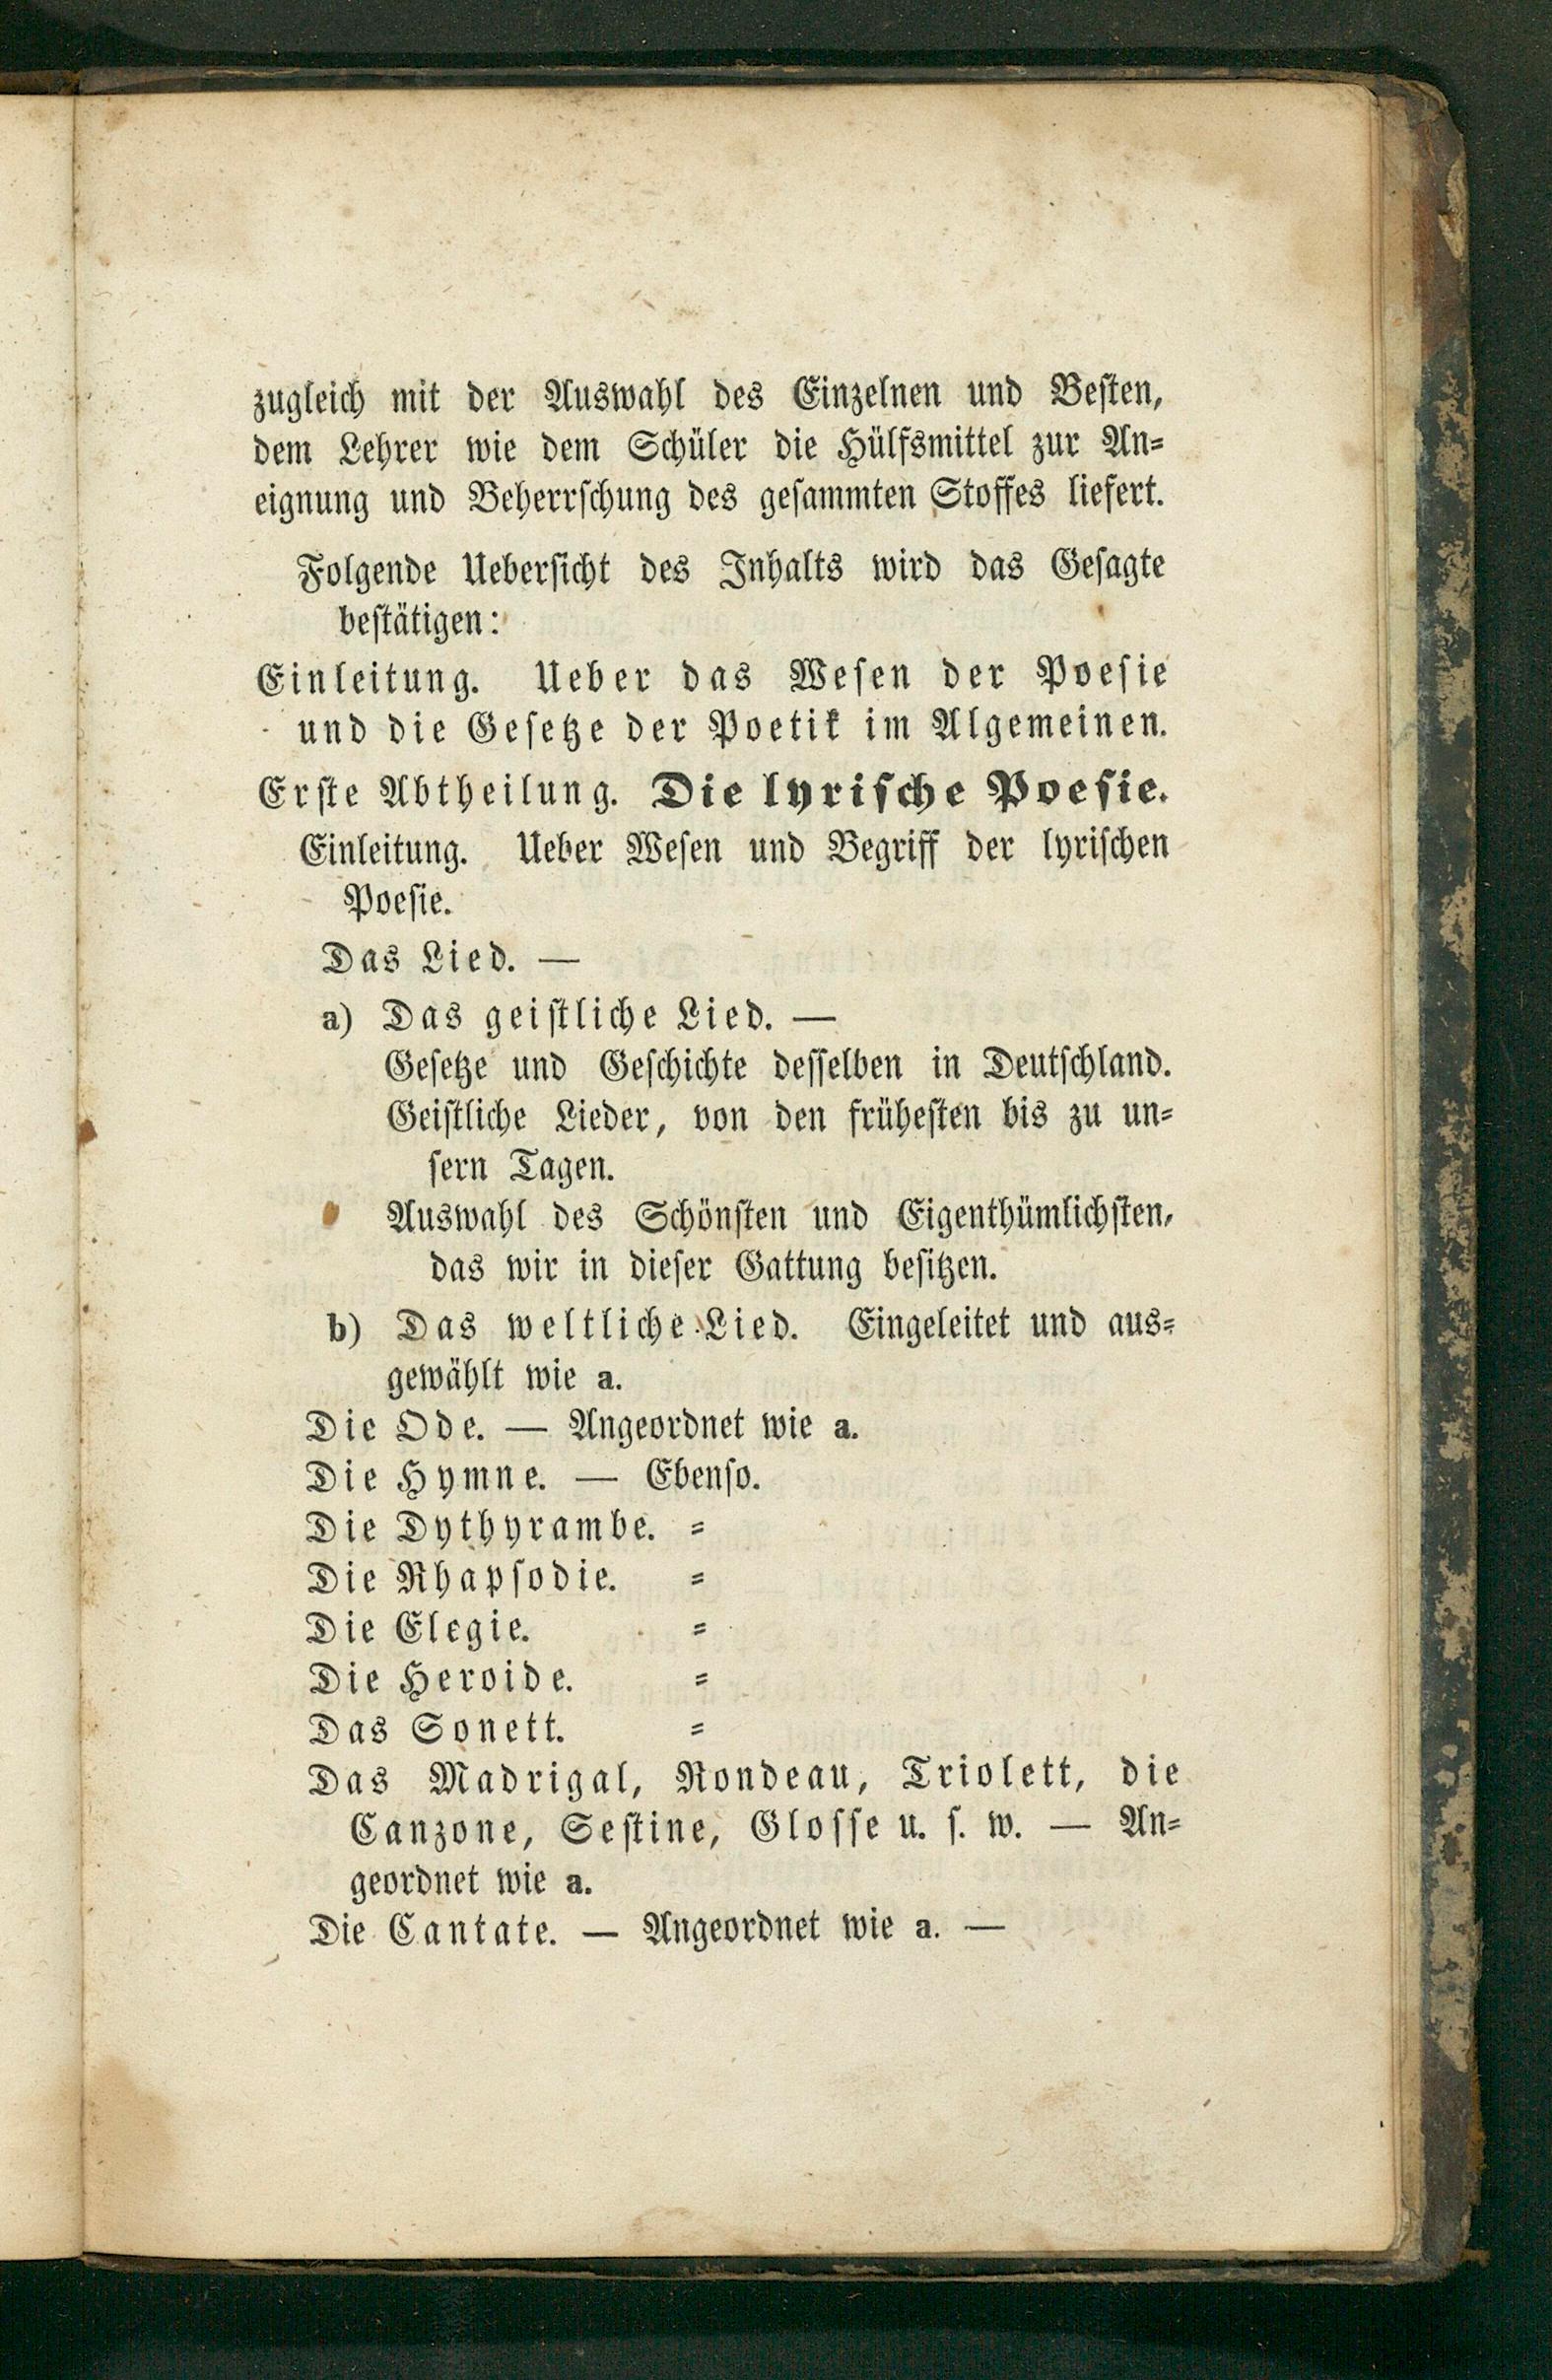 zugleich mit der Auswahl des Einzelnen und Besten,
dem Lehrer wie dem Schüler die Hülfsmittel zur An-
eignung und Beherrschung des gesammten Stoffes liefert.
Folgende Uebersicht des Inhalts wird das Gesagte
bestätigen:
Einleitung. Ueber das Wesen der Poesie
und die Gesetze der Poetik im Algemeinen.
Erste Abtheilung. Die lyrische Poesie.
Einleitung. Ueber Wesen und Begriff der lyrischen
Poesie.
Das Lied. —
a) Das geistliche Lied. —
Gesetze und Geschichte desselben in Deutschland.
Geistliche Lieder, von den frühesten bis zu un-
sern Tagen.
Auswahl des Schönsten und Eigenthümlichsten,
das wir in dieser Gattung besitzen.
b) Das weltliche Lied. Eingeleitet und aus-
gewählt wie a.
Die Ode. — Angeordnet wie a.
Die Hymne. — Ebenso.
Die Dythyrambe. =
Die Rhapsodie. =
Die Elegie. =
Die Heroide. =
Das Sonett. =
Das Madrigal, Rondeau, Triolett, die
Canzone, Sestine, Glosse u. s. w. — An-
geordnet wie a.
Die Cantate. — Angeordnet wie a. —